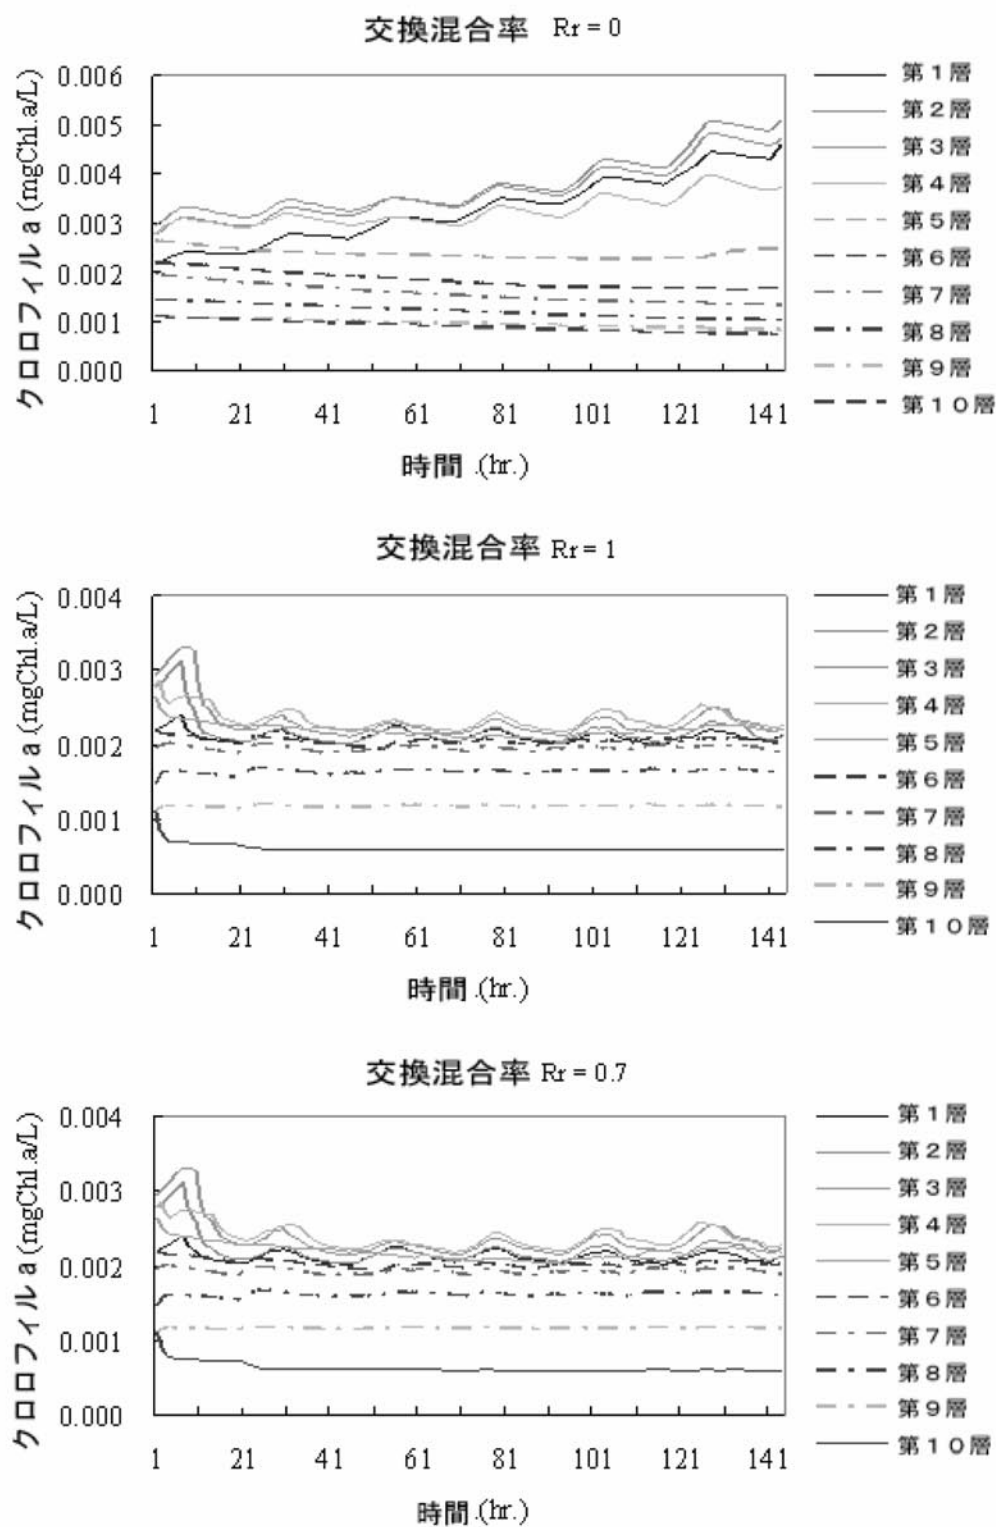 交換混合率 Rr = 0
クロロフィル a (mgChl.a/L)
0.006
0.005
0.004
0.003
0.002
0.001
0.000
1 21 41 61 81 101 121 141
時間 .(hr.)
第１層
第２層
第３層
第４層
第５層
第６層
第７層
第８層
第９層
第１０層
交換混合率 Rr = 1
クロロフィル a (mgChl.a/L)
0.004
0.003
0.002
0.001
0.000
1 21 41 61 81 101 121 141
時間 .(hr.)
第１層
第２層
第３層
第４層
第５層
第６層
第７層
第８層
第９層
第１０層
交換混合率 Rr = 0.7
クロロフィル a (mgChl.a/L)
0.004
0.003
0.002
0.001
0.000
1 21 41 61 81 101 121 141
時間 .(hr.)
第１層
第２層
第３層
第４層
第５層
第６層
第７層
第８層
第９層
第１０層